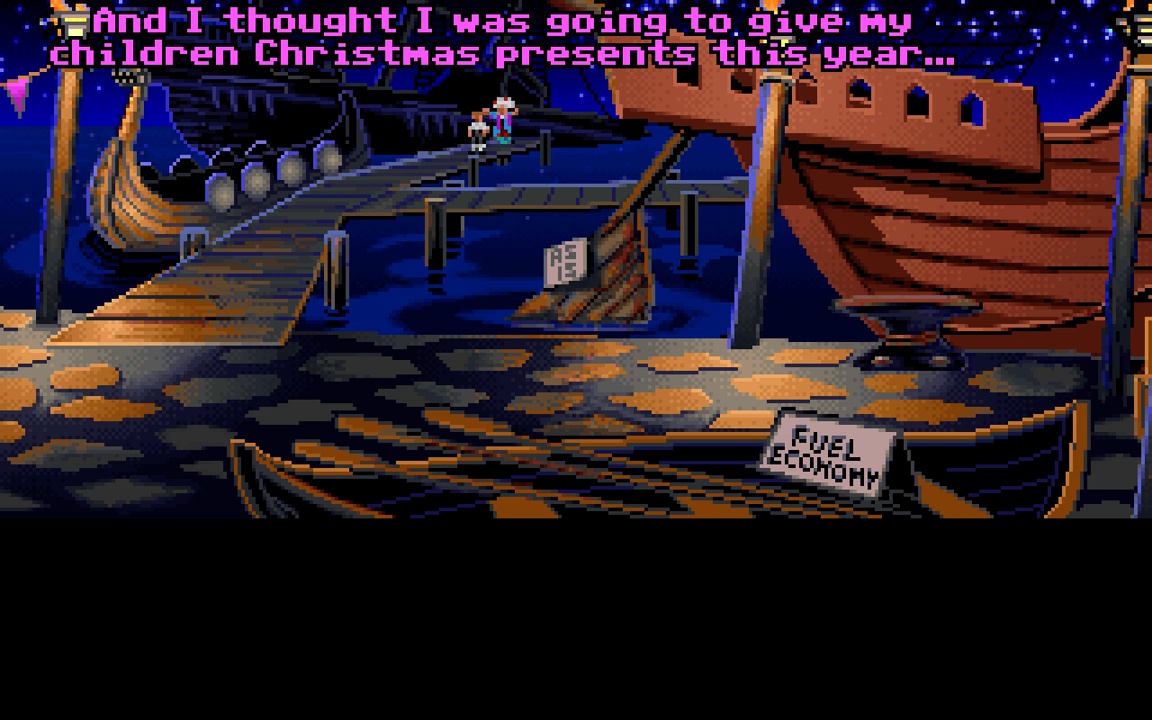 And I thought I was going to give my
children Christmas presents this year...
AS
IS
FUEL
ECONOMY